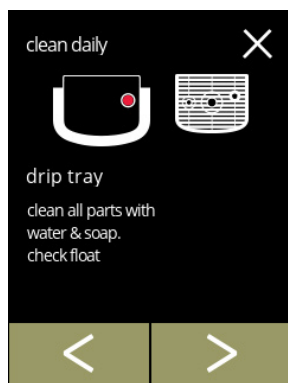 clean daily
drip tray
clean all parts with
water & soap.
check float